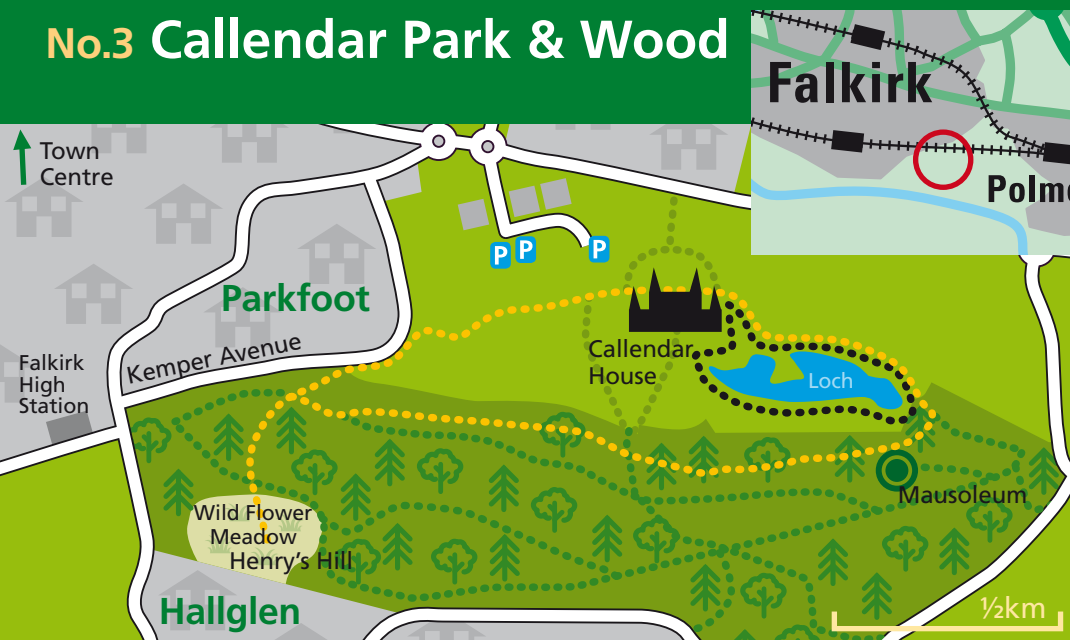 No.3 Callendar Park & Wood
Falkirk
Polm
Town
Centre
P P P
Parkfoot
Kemper Avenue
Falkirk
High
Station
Callendar
House
Loch
Mausoleum
Wild Flower
Meadow
Henry's Hill
Hallglen
½km